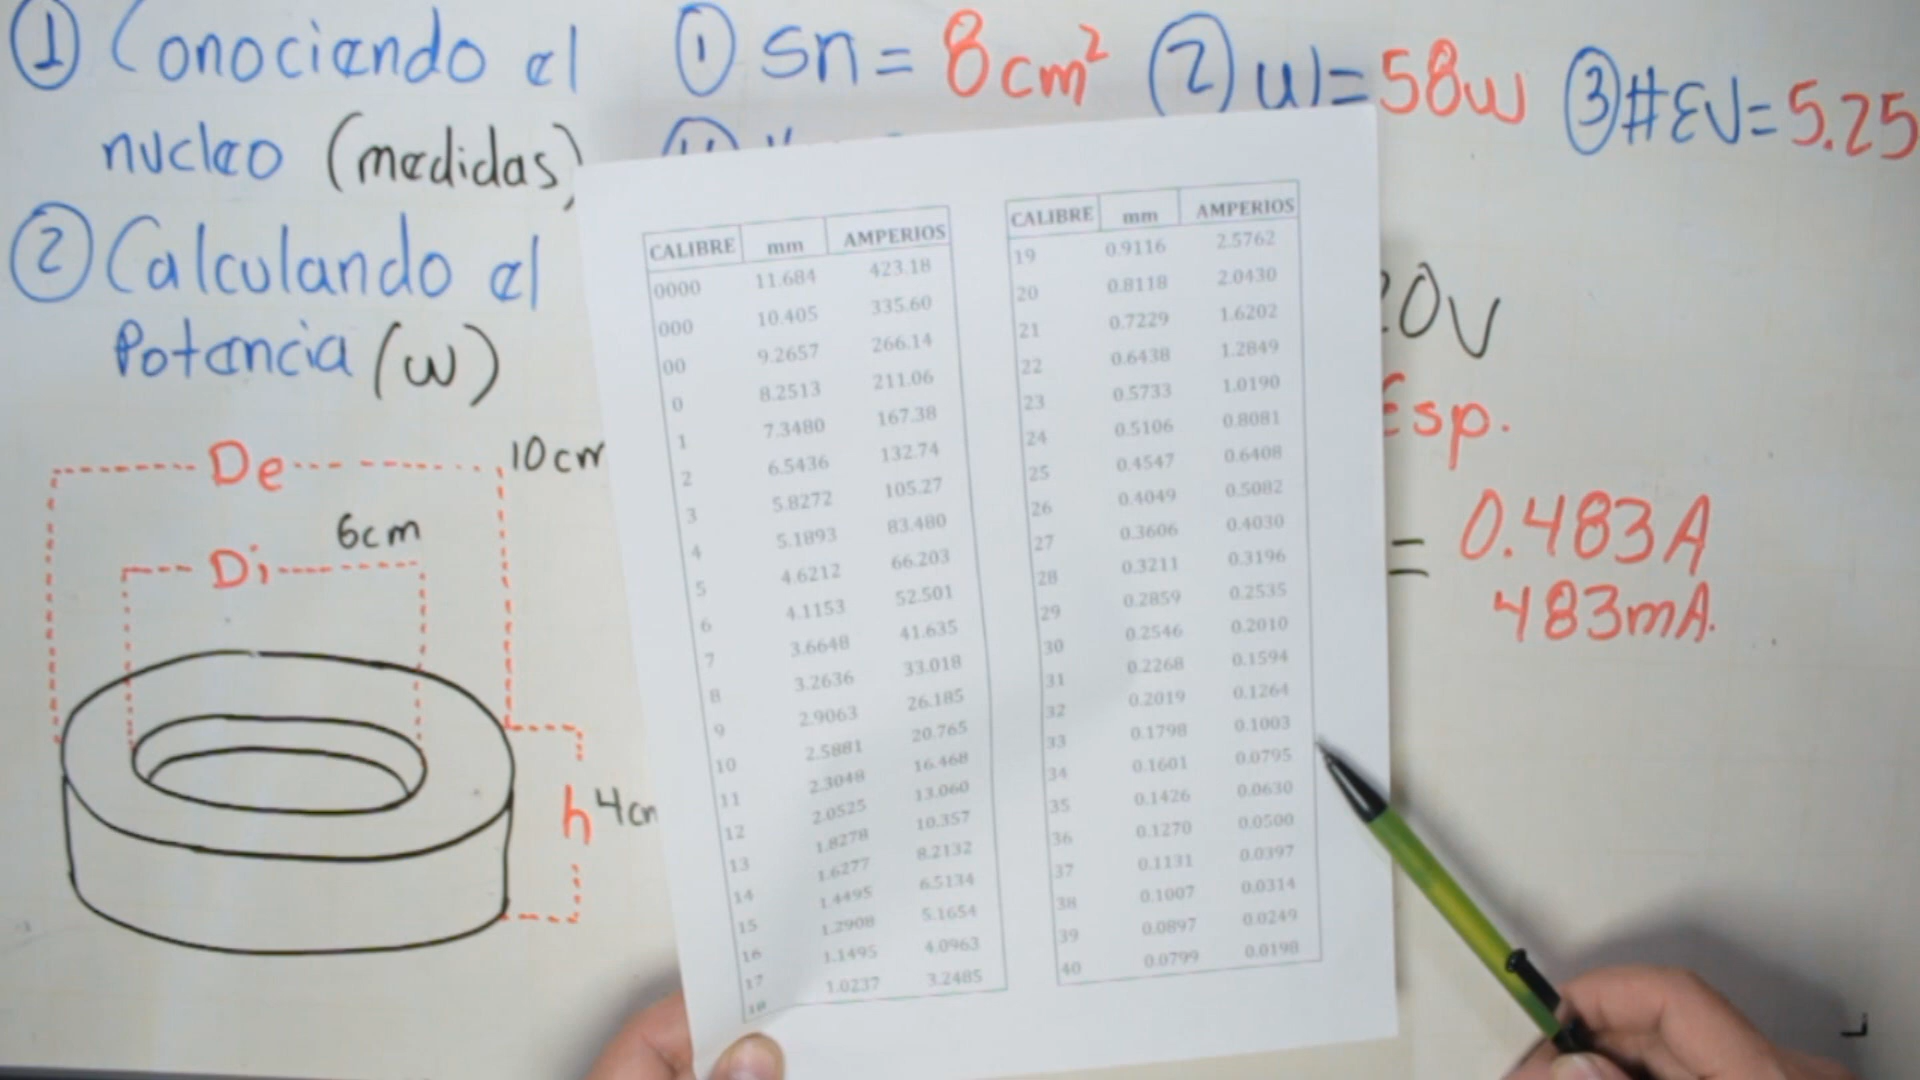 ① Conociendo el
nucleo (medidas)
② Calculando el
Potencia (w)
① Sn = 8cm²
② W = 58w
③ #EV = 5.25
De
10cm
6cm
Di
h 4cm
0V
Esp.
= 0.483A
483mA.
CALIBRE mm AMPERIOS
0000 11.684 423.18
000 10.405 335.60
00 9.2657 266.14
0 8.2513 211.06
1 7.3480 167.38
2 6.5436 132.74
3 5.8272 105.27
4 5.1893 83.480
5 4.6212 66.203
6 4.1153 52.501
7 3.6648 41.635
8 3.2636 33.018
9 2.9063 26.185
10 2.5881 20.765
11 2.3048 16.468
12 2.0525 13.060
13 1.8278 10.357
14 1.6277 8.2132
15 1.4495 6.5134
16 1.2908 5.1654
17 1.1495 4.0963
18 1.0237 3.2485
CALIBRE mm AMPERIOS
19 0.9116 2.5762
20 0.8118 2.0430
21 0.7229 1.6202
22 0.6438 1.2849
23 0.5733 1.0190
24 0.5106 0.8081
25 0.4547 0.6408
26 0.4049 0.5082
27 0.3606 0.4030
28 0.3211 0.3196
29 0.2859 0.2535
30 0.2546 0.2010
31 0.2268 0.1594
32 0.2019 0.1264
33 0.1798 0.1003
34 0.1601 0.0795
35 0.1426 0.0630
36 0.1270 0.0500
37 0.1131 0.0397
38 0.1007 0.0314
39 0.0897 0.0249
40 0.0799 0.0198